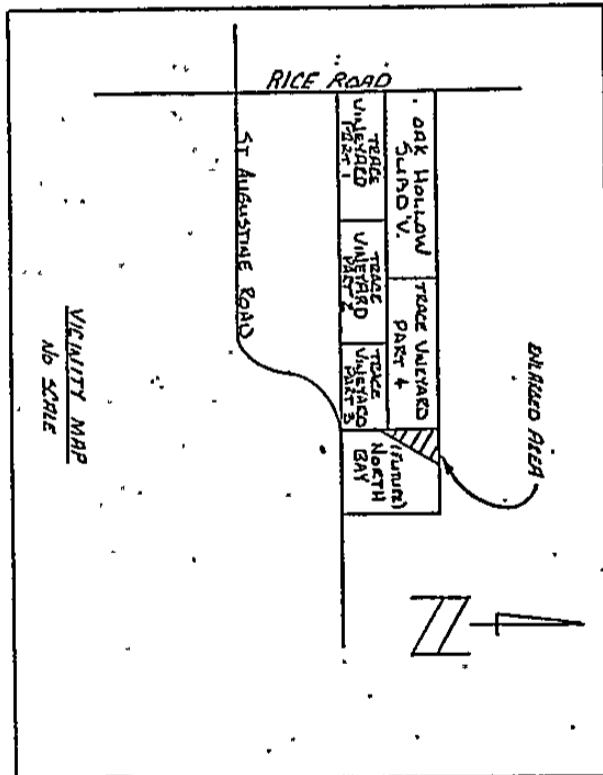 RICE ROAD
OAK HOLLOW
SUBD'V.
TRACE
VINEYARD
PART 1
TRACE
VINEYARD
PART 2
TRACE VINEYARD
PART 4
TRACE
VINEYARD
PART 3
(FUTURE)
NORTH
BAY
ST AUGUSTINE ROAD
ENLARGED AREA
VICINITY MAP
NO SCALE
N